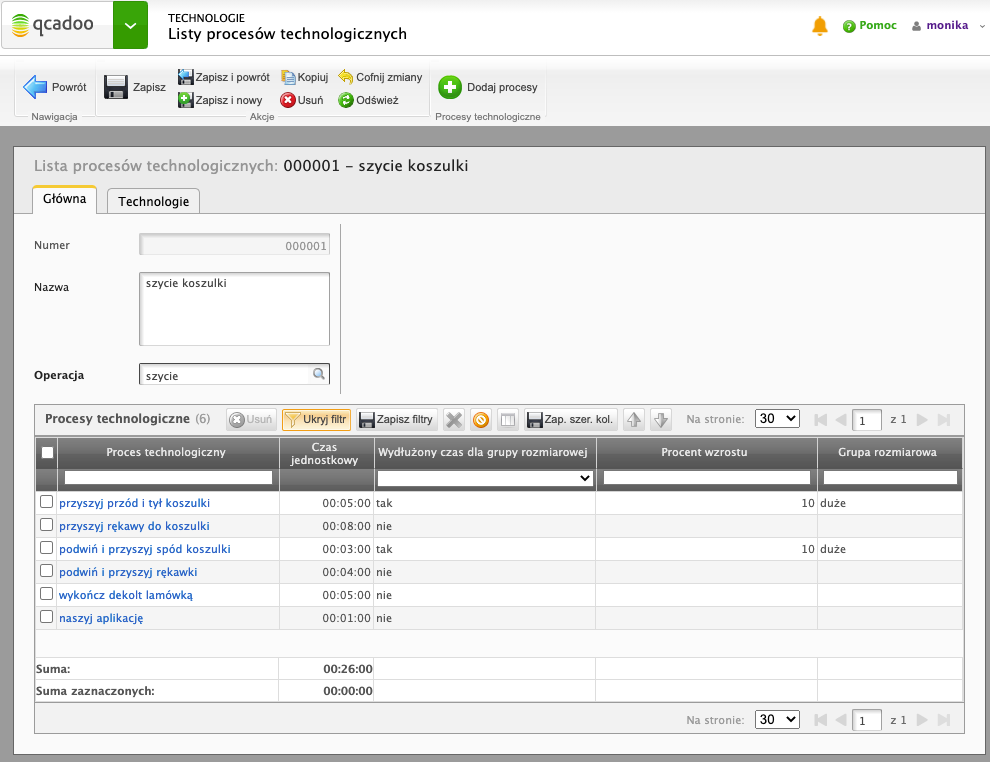 qcadoo
TECHNOLOGIE
Listy procesów technologicznych
Pomoc
monika
Powrót
Zapisz
Zapisz i powrót
Kopiuj
Cofnij zmiany
Zapisz i nowy
Usuń
Odśwież
Dodaj procesy
Nawigacja
Akcje
Procesy technologiczne
Lista procesów technologicznych: 000001 – szycie koszulki
Główna
Technologie
Numer 000001
Nazwa szycie koszulki
Operacja szycie
Procesy technologiczne (6) Usuń Ukryj filtr Zapisz filtry Zap. szer. kol. Na stronie: 30 1 z 1
Proces technologiczny Czas jednostkowy Wydłużony czas dla grupy rozmiarowej Procent wzrostu Grupa rozmiarowa
przyszyj przód i tył koszulki 00:05:00 tak 10 duże
przyszyj rękawy do koszulki 00:08:00 nie
podwiń i przyszyj spód koszulki 00:03:00 tak 10 duże
podwiń i przyszyj rękawki 00:04:00 nie
wykończ dekolt lamówką 00:05:00 nie
naszyj aplikację 00:01:00 nie
Suma: 00:26:00
Suma zaznaczonych: 00:00:00
Na stronie: 30 1 z 1